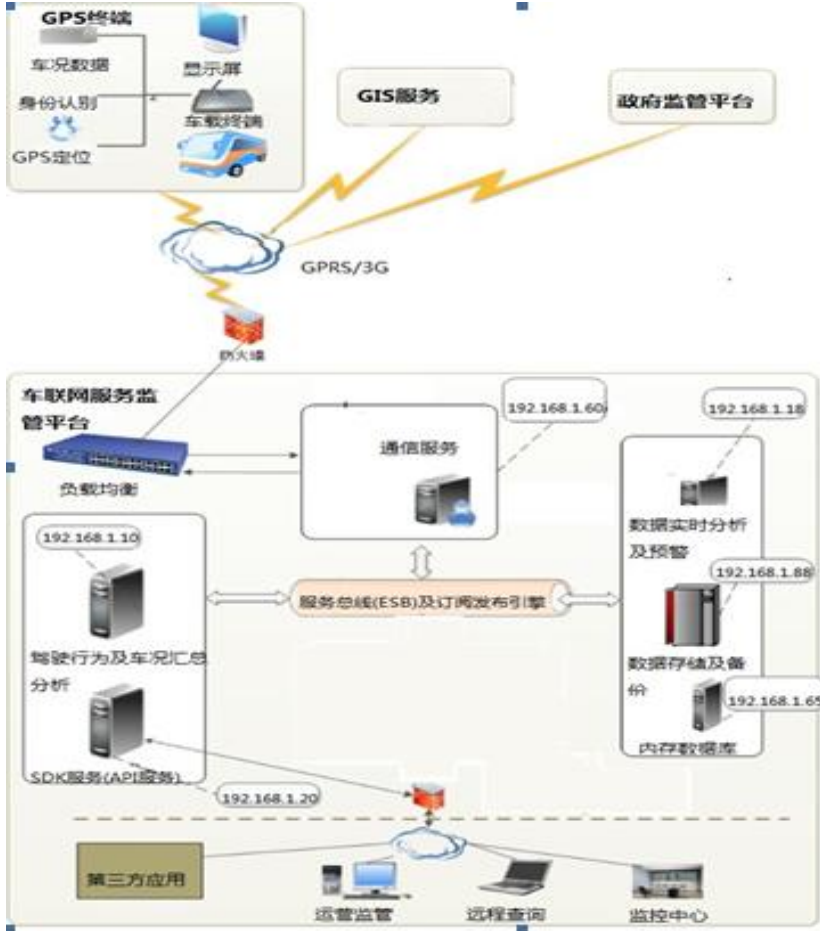 GPS终端
车况数据
显示屏
身份认别
车载终端
GPS定位
GIS服务
政府监管平台
GPRS/3G
防火墙
车联网服务监
管平台
负载均衡
通信服务
192.168.1.60
192.168.1.18
数据实时分析
及预警
192.168.1.10
192.168.1.88
服务总线(ESB)及订阅发布引擎
驾驶行为及车况汇总
分析
数据存储及备
份
192.168.1.65
内存数据库
SDK服务(API服务)
192.168.1.20
第三方应用
运营监管
远程查询
监控中心